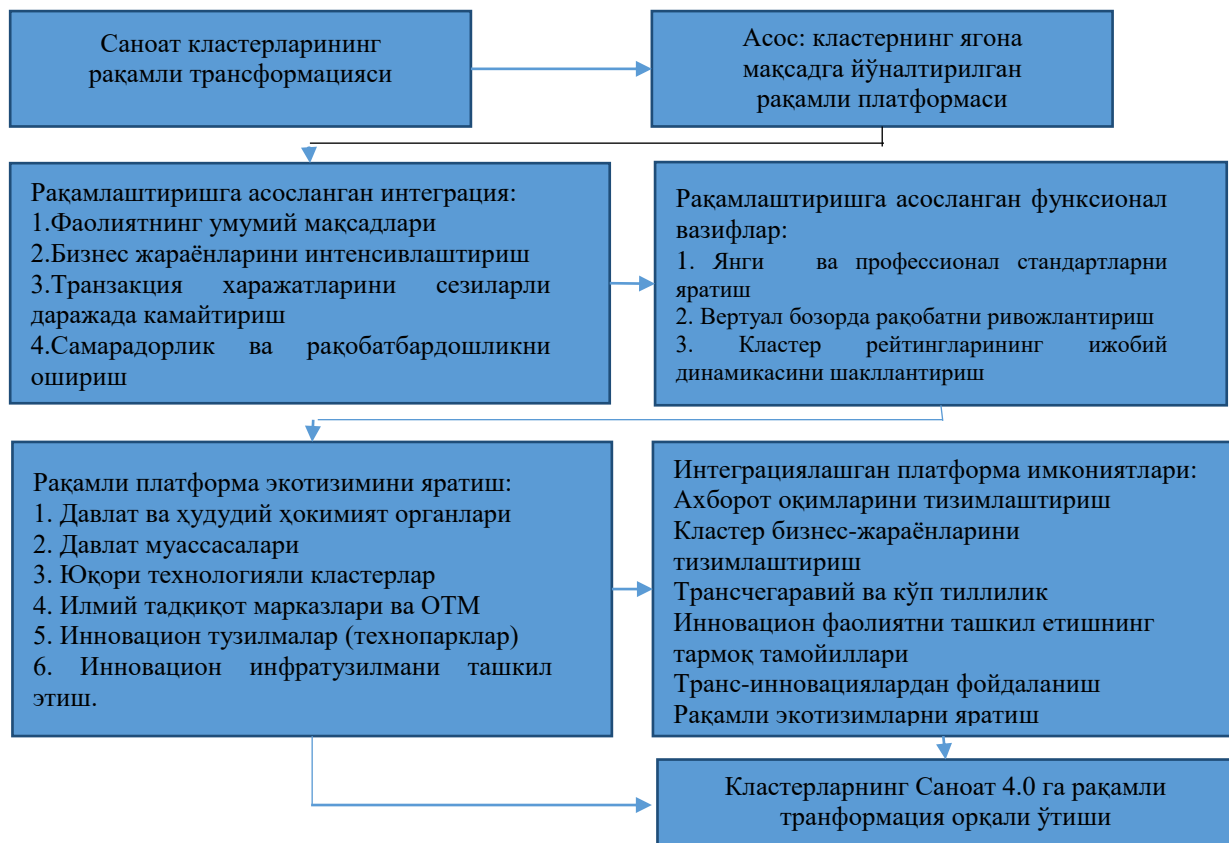 Саноат кластерларининг
рақамли трансформацияси
Асос: кластернинг ягона
мақсадга йўналтирилган
рақамли платформаси
Рақамлаштиришга асосланган интеграция:
1.Фаолиятнинг умумий мақсадлари
2.Бизнес жараёнларини интенсивлаштириш
3.Транзакция харажатларини сезиларли
даражада камайтириш
4.Самарадорлик ва рақобатбардошликни
ошириш
Рақамлаштиришга асосланган функсионал
вазифлар:
1. Янги ва профессионал стандартларни
яратиш
2. Вертуал бозорда рақобатни ривожлантириш
3. Кластер рейтингларининг ижобий
динамикасини шакллантириш
Рақамли платформа экотизимини яратиш:
1. Давлат ва ҳудудий ҳокимият органлари
2. Давлат муассасалари
3. Юқори технологияли кластерлар
4. Илмий тадқиқот марказлари ва ОТМ
5. Инновацион тузилмалар (технопарклар)
6. Инновацион инфратузилмани ташкил
этиш.
Интеграциялашган платформа имкониятлари:
Ахборот оқимларини тизимлаштириш
Кластер бизнес-жараёнларини
тизимлаштириш
Трансчегаравий ва кўп тиллилик
Инновацион фаолиятни ташкил етишнинг
тармоқ тамойиллари
Транс-инновациялардан фойдаланиш
Рақамли экотизимларни яратиш
Кластерларнинг Саноат 4.0 га рақамли
транформация орқали ўтиши